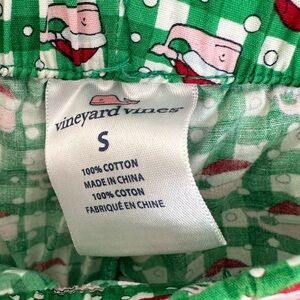 vineyard vines
S
100% COTTON
MADE IN CHINA
100% COTON
FABRIQUÉ EN CHINE